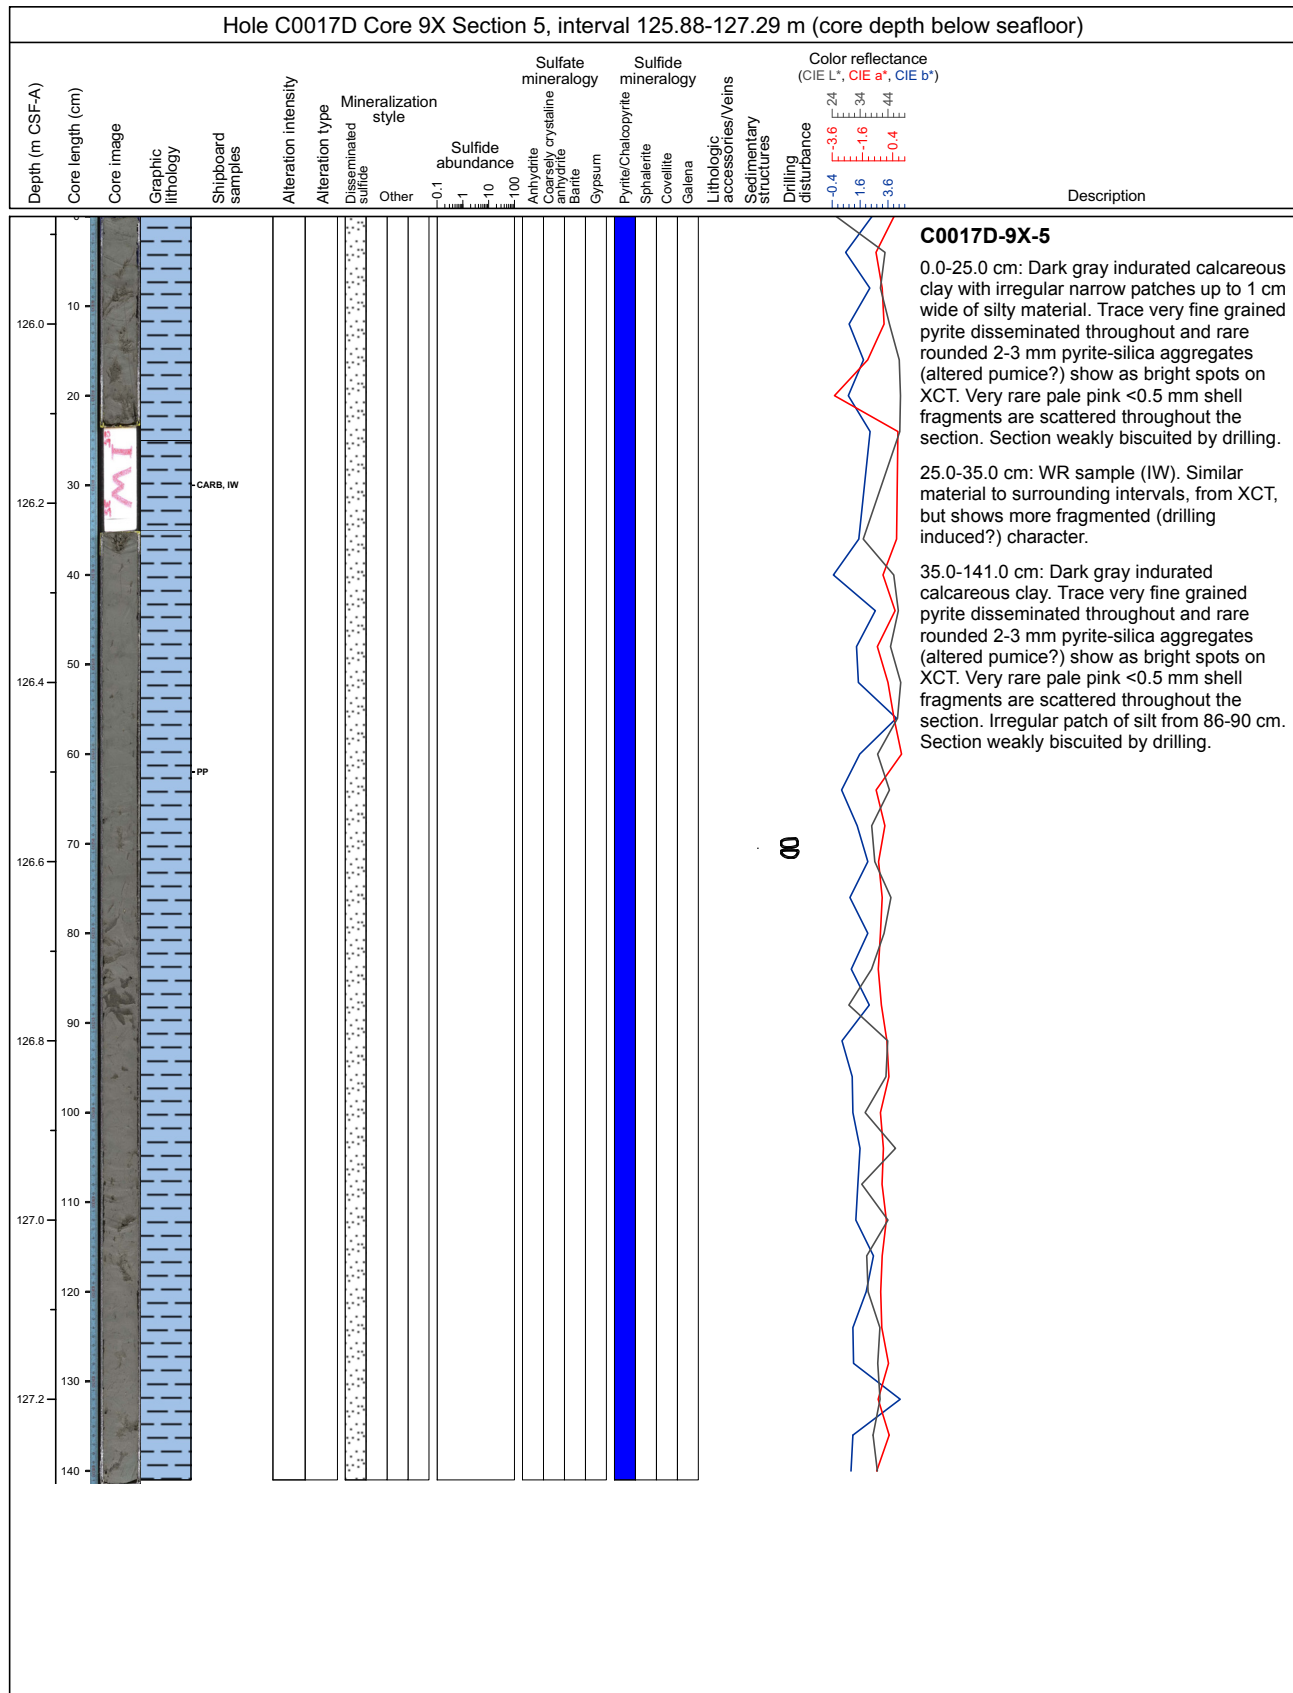 Hole C0017D Core 9X Section 5, interval 125.88-127.29 m (core depth below seafloor)
Depth (m CSF-A)
Core length (cm)
Core image
Graphic
lithology
Shipboard
samples
Alteration intensity
Alteration type
Mineralization
style
Disseminated
sulfide
Other
Sulfide
abundance
0.1
1
10
100
Sulfate
mineralogy
Anhydrite
Coarsely crystaline
anhydrite
Barite
Gypsum
Sulfide
mineralogy
Pyrite/Chalcopyrite
Sphalerite
Covellite
Galena
Lithologic
accessories/Veins
Sedimentary
structures
Drilling
disturbance
Color reflectance
(CIE L*, CIE a*, CIE b*)
24 34 44
-3.6 -1.6 0.4
-0.4 1.6 3.6
Description
0
10
126.0
20
30
126.2
40
50
126.4
60
70
126.6
80
90
126.8
100
110
127.0
120
130
127.2
140
IW
CARB, IW
PP
C0017D-9X-5
0.0-25.0 cm: Dark gray indurated calcareous
clay with irregular narrow patches up to 1 cm
wide of silty material. Trace very fine grained
pyrite disseminated throughout and rare
rounded 2-3 mm pyrite-silica aggregates
(altered pumice?) show as bright spots on
XCT. Very rare pale pink <0.5 mm shell
fragments are scattered throughout the
section. Section weakly biscuited by drilling.
25.0-35.0 cm: WR sample (IW). Similar
material to surrounding intervals, from XCT,
but shows more fragmented (drilling
induced?) character.
35.0-141.0 cm: Dark gray indurated
calcareous clay. Trace very fine grained
pyrite disseminated throughout and rare
rounded 2-3 mm pyrite-silica aggregates
(altered pumice?) show as bright spots on
XCT. Very rare pale pink <0.5 mm shell
fragments are scattered throughout the
section. Irregular patch of silt from 86-90 cm.
Section weakly biscuited by drilling.